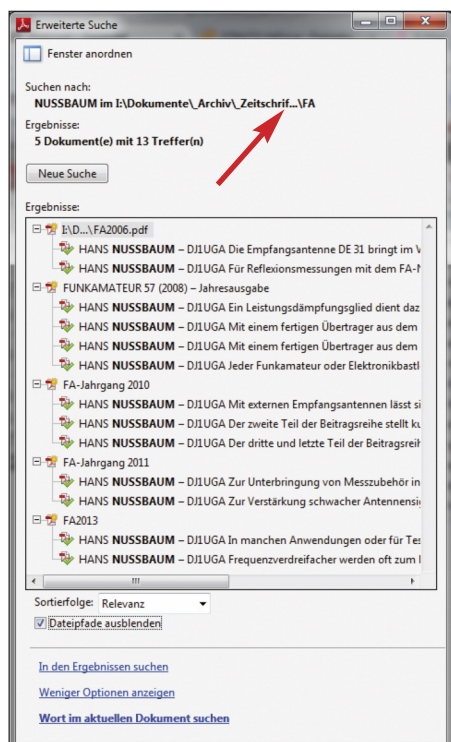 Erweiterte Suche
Fenster anordnen
Suchen nach:
NUSSBAUM im I:\Dokumente\_Archiv\_Zeitschrif...\FA
Ergebnisse:
5 Dokument(e) mit 13 Treffer(n)
Neue Suche
Ergebnisse:
I:\D...\FA2006.pdf
HANS NUSSBAUM – DJ1UGA Die Empfangsantenne DE 31 bringt im
HANS NUSSBAUM – DJ1UGA Für Reflexionsmessungen mit dem FA-
FUNKAMATEUR 57 (2008) – Jahresausgabe
HANS NUSSBAUM – DJ1UGA Ein Leistungsdämpfungsglied dient daz
HANS NUSSBAUM – DJ1UGA Mit einem fertigen Übertrager aus dem
HANS NUSSBAUM – DJ1UGA Mit einem fertigen Übertrager aus dem
HANS NUSSBAUM – DJ1UGA Jeder Funkamateur oder Elektronikbastl
FA-Jahrgang 2010
HANS NUSSBAUM – DJ1UGA Mit externen Empfangsantennen lässt si
HANS NUSSBAUM – DJ1UGA Der zweite Teil der Beitragsreihe stellt ku
HANS NUSSBAUM – DJ1UGA Der dritte und letzte Teil der Beitragsreih
FA-Jahrgang 2011
HANS NUSSBAUM – DJ1UGA Zur Unterbringung von Messzubehör in
HANS NUSSBAUM – DJ1UGA Zur Verstärkung schwacher Antennensi
FA2013
HANS NUSSBAUM – DJ1UGA In manchen Anwendungen oder für Tes
HANS NUSSBAUM – DJ1UGA Frequenzverdreifacher werden oft zum
Sortierfolge: Relevanz
Dateipfade ausblenden
In den Ergebnissen suchen
Weniger Optionen anzeigen
Wort im aktuellen Dokument suchen